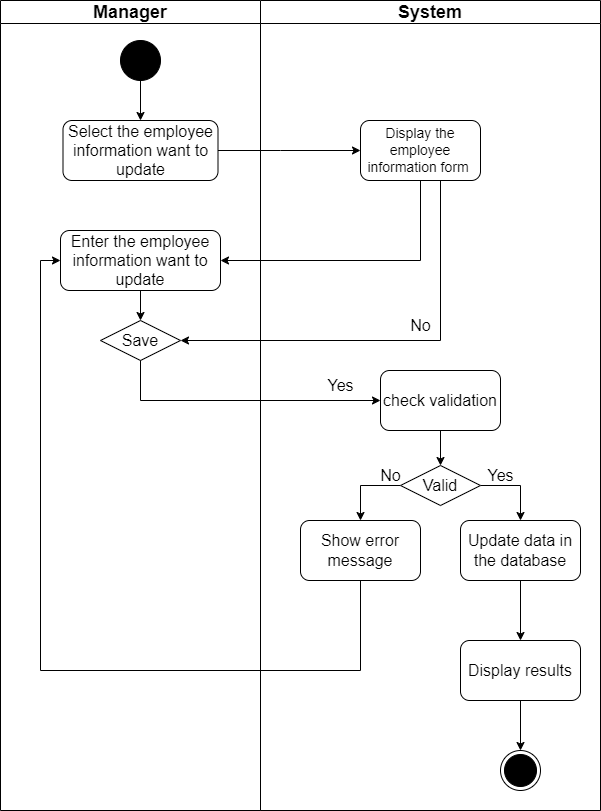 Manager
System
Select the employee
information want to
update
Display the
employee
information form
Enter the employee
information want to
update
No
Save
Yes
check validation
No
Valid
Yes
Show error
message
Update data in
the database
Display results